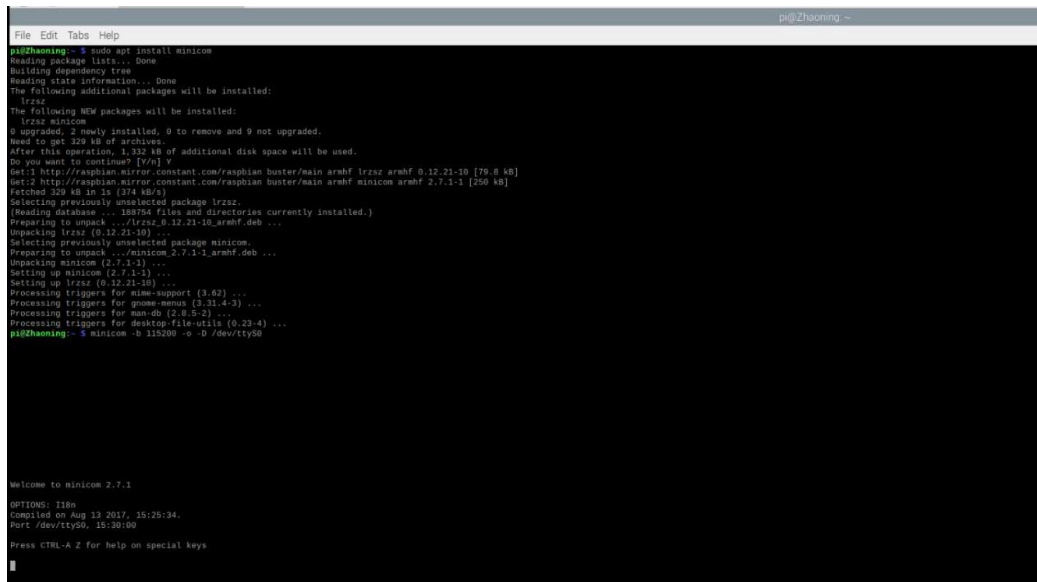 pi@Zhaoning: ~
File Edit Tabs Help
pi@Zhaoning:~ $ sudo apt install minicom
Reading package lists... Done
Building dependency tree
Reading state information... Done
The following additional packages will be installed:
lrzsz
The following NEW packages will be installed:
lrzsz minicom
0 upgraded, 2 newly installed, 0 to remove and 9 not upgraded.
Need to get 329 kB of archives.
After this operation, 1,332 kB of additional disk space will be used.
Do you want to continue? [Y/n] Y
Get:1 http://raspbian.mirror.constant.com/raspbian buster/main armhf lrzsz armhf 0.12.21-10 [79.8 kB]
Get:2 http://raspbian.mirror.constant.com/raspbian buster/main armhf minicom armhf 2.7.1-1 [250 kB]
Fetched 329 kB in 1s (374 kB/s)
Selecting previously unselected package lrzsz.
(Reading database ... 188754 files and directories currently installed.)
Preparing to unpack .../lrzsz_0.12.21-10_armhf.deb ...
Unpacking lrzsz (0.12.21-10) ...
Selecting previously unselected package minicom.
Preparing to unpack .../minicom_2.7.1-1_armhf.deb ...
Unpacking minicom (2.7.1-1) ...
Setting up minicom (2.7.1-1) ...
Setting up lrzsz (0.12.21-10) ...
Processing triggers for mime-support (3.62) ...
Processing triggers for gnome-menus (3.31.4-3) ...
Processing triggers for man-db (2.8.5-2) ...
Processing triggers for desktop-file-utils (0.23-4) ...
pi@Zhaoning:~ $ minicom -b 115200 -o -D /dev/ttyS0
Welcome to minicom 2.7.1
OPTIONS: I18n
Compiled on Aug 13 2017, 15:25:34.
Port /dev/ttyS0, 15:30:00
Press CTRL-A Z for help on special keys